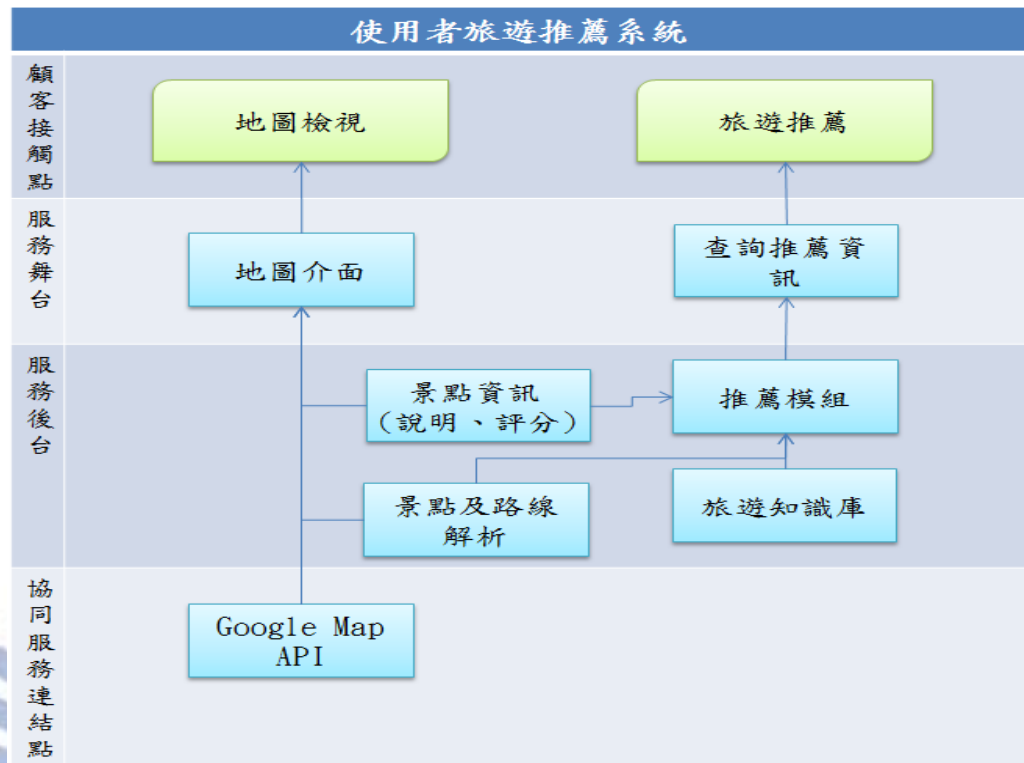 使用者旅遊推薦系統
顧客接觸點
地圖檢視
旅遊推薦
服務舞台
地圖介面
查詢推薦資
訊
服務後台
景點資訊
(說明、評分)
推薦模組
景點及路線
解析
旅遊知識庫
協同服務連結點
Google Map
API